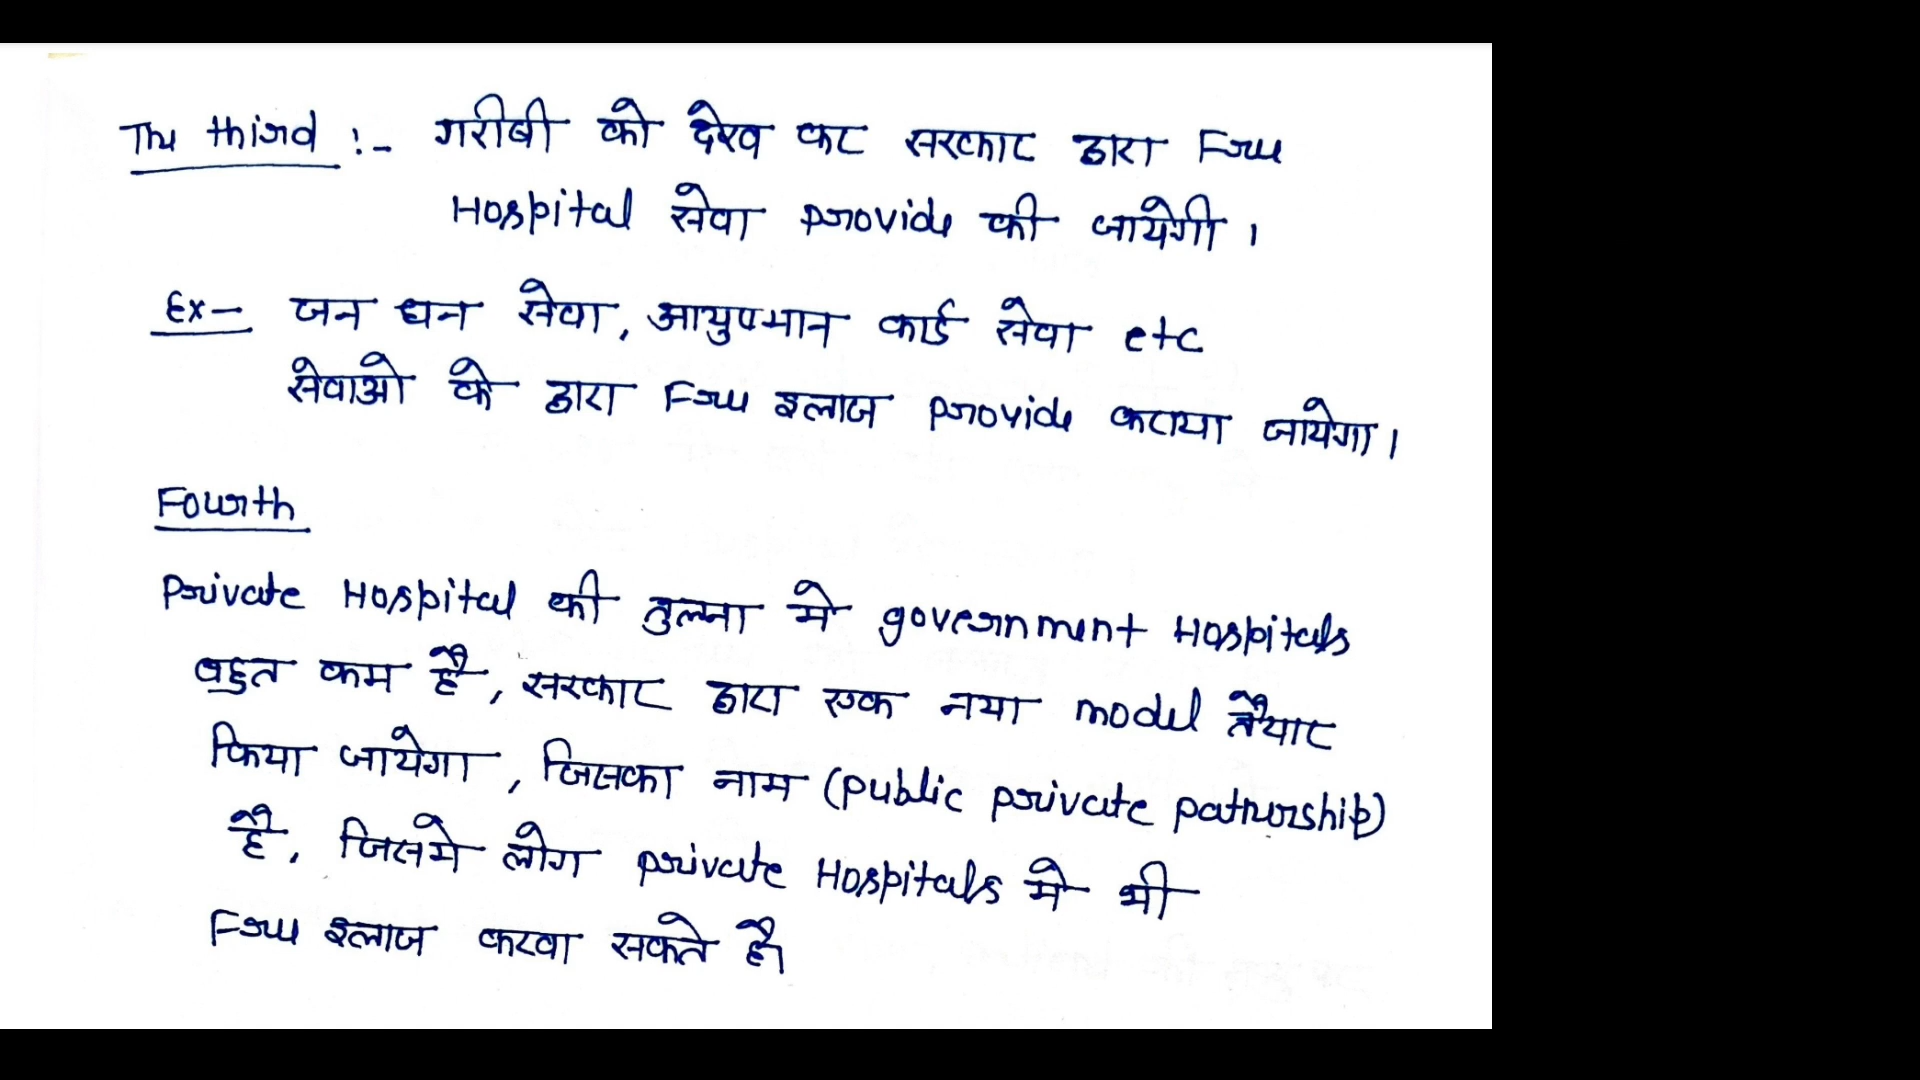 The third :- गरीबी को देख कर सरकार द्वारा Free
Hospital सेवा provide की जायेगी ।
Ex- जन धन सेवा, आयुष्मान कार्ड सेवा etc
सेवाओ के द्वारा Free इलाज provide कराया जायेगा ।
Fourth
Private Hospital की तुलना मे government Hospitals
बहुत कम है, सरकार द्वारा एक नया model तैयार
किया जायेगा, जिसका नाम (public private patnership)
है, जिसमे लोग private Hospitals मे भी
Free इलाज करवा सकते है।